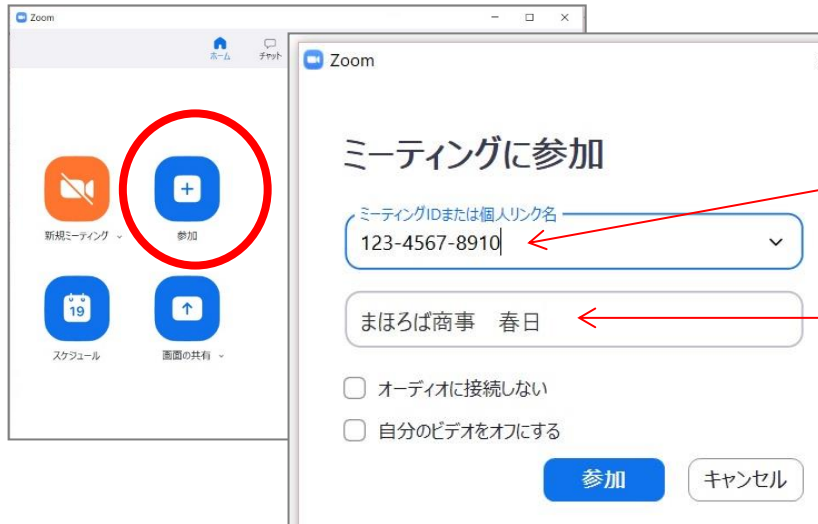 Zoom
ホーム
チャット
新規ミーティング
参加
19
スケジュール
画面の共有
Zoom
ミーティングに参加
ミーティングIDまたは個人リンク名
123-4567-8910
まほろば商事　春日
オーディオに接続しない
自分のビデオをオフにする
参加
キャンセル